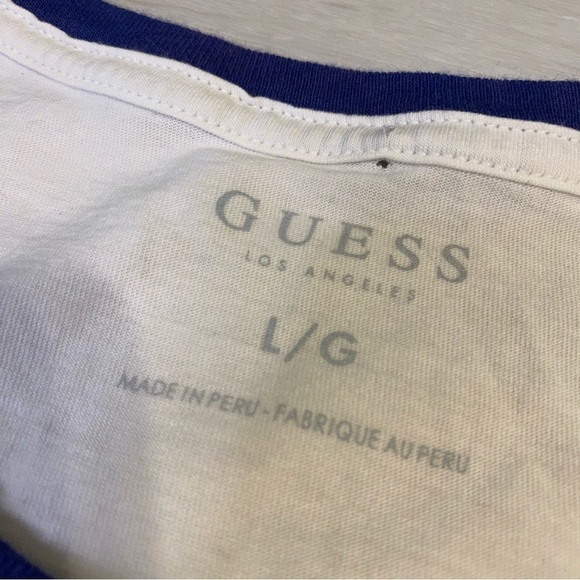 GUESS
LOS ANGELES
L/G
MADE IN PERU - FABRIQUE AU PERU